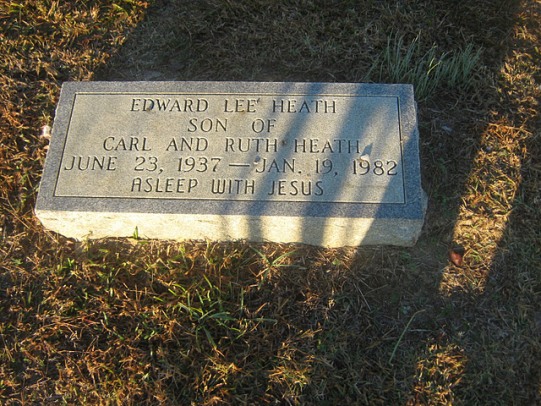 EDWARD LEE HEATH
SON OF
CARL AND RUTH HEATH
JUNE 23, 1937 — JAN. 19, 1982
ASLEEP WITH JESUS